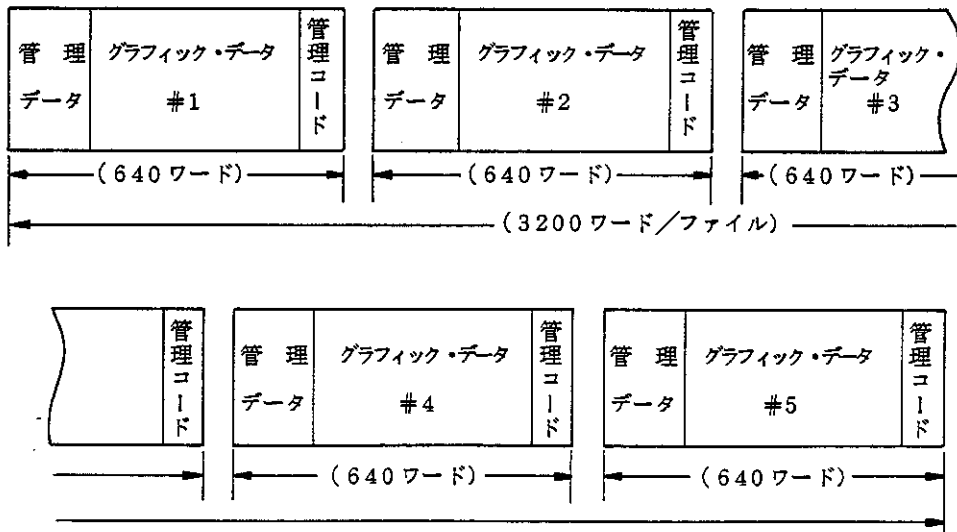 管理データ
グラフィック・データ
#1
管理コード
管理データ
グラフィック・データ
#2
管理コード
管理データ
グラフィック・データ
#3
(640ワード)
(640ワード)
(640ワード)
(3200ワード/ファイル)
管理コード
管理データ
グラフィック・データ
#4
管理コード
管理データ
グラフィック・データ
#5
管理コード
(640ワード)
(640ワード)